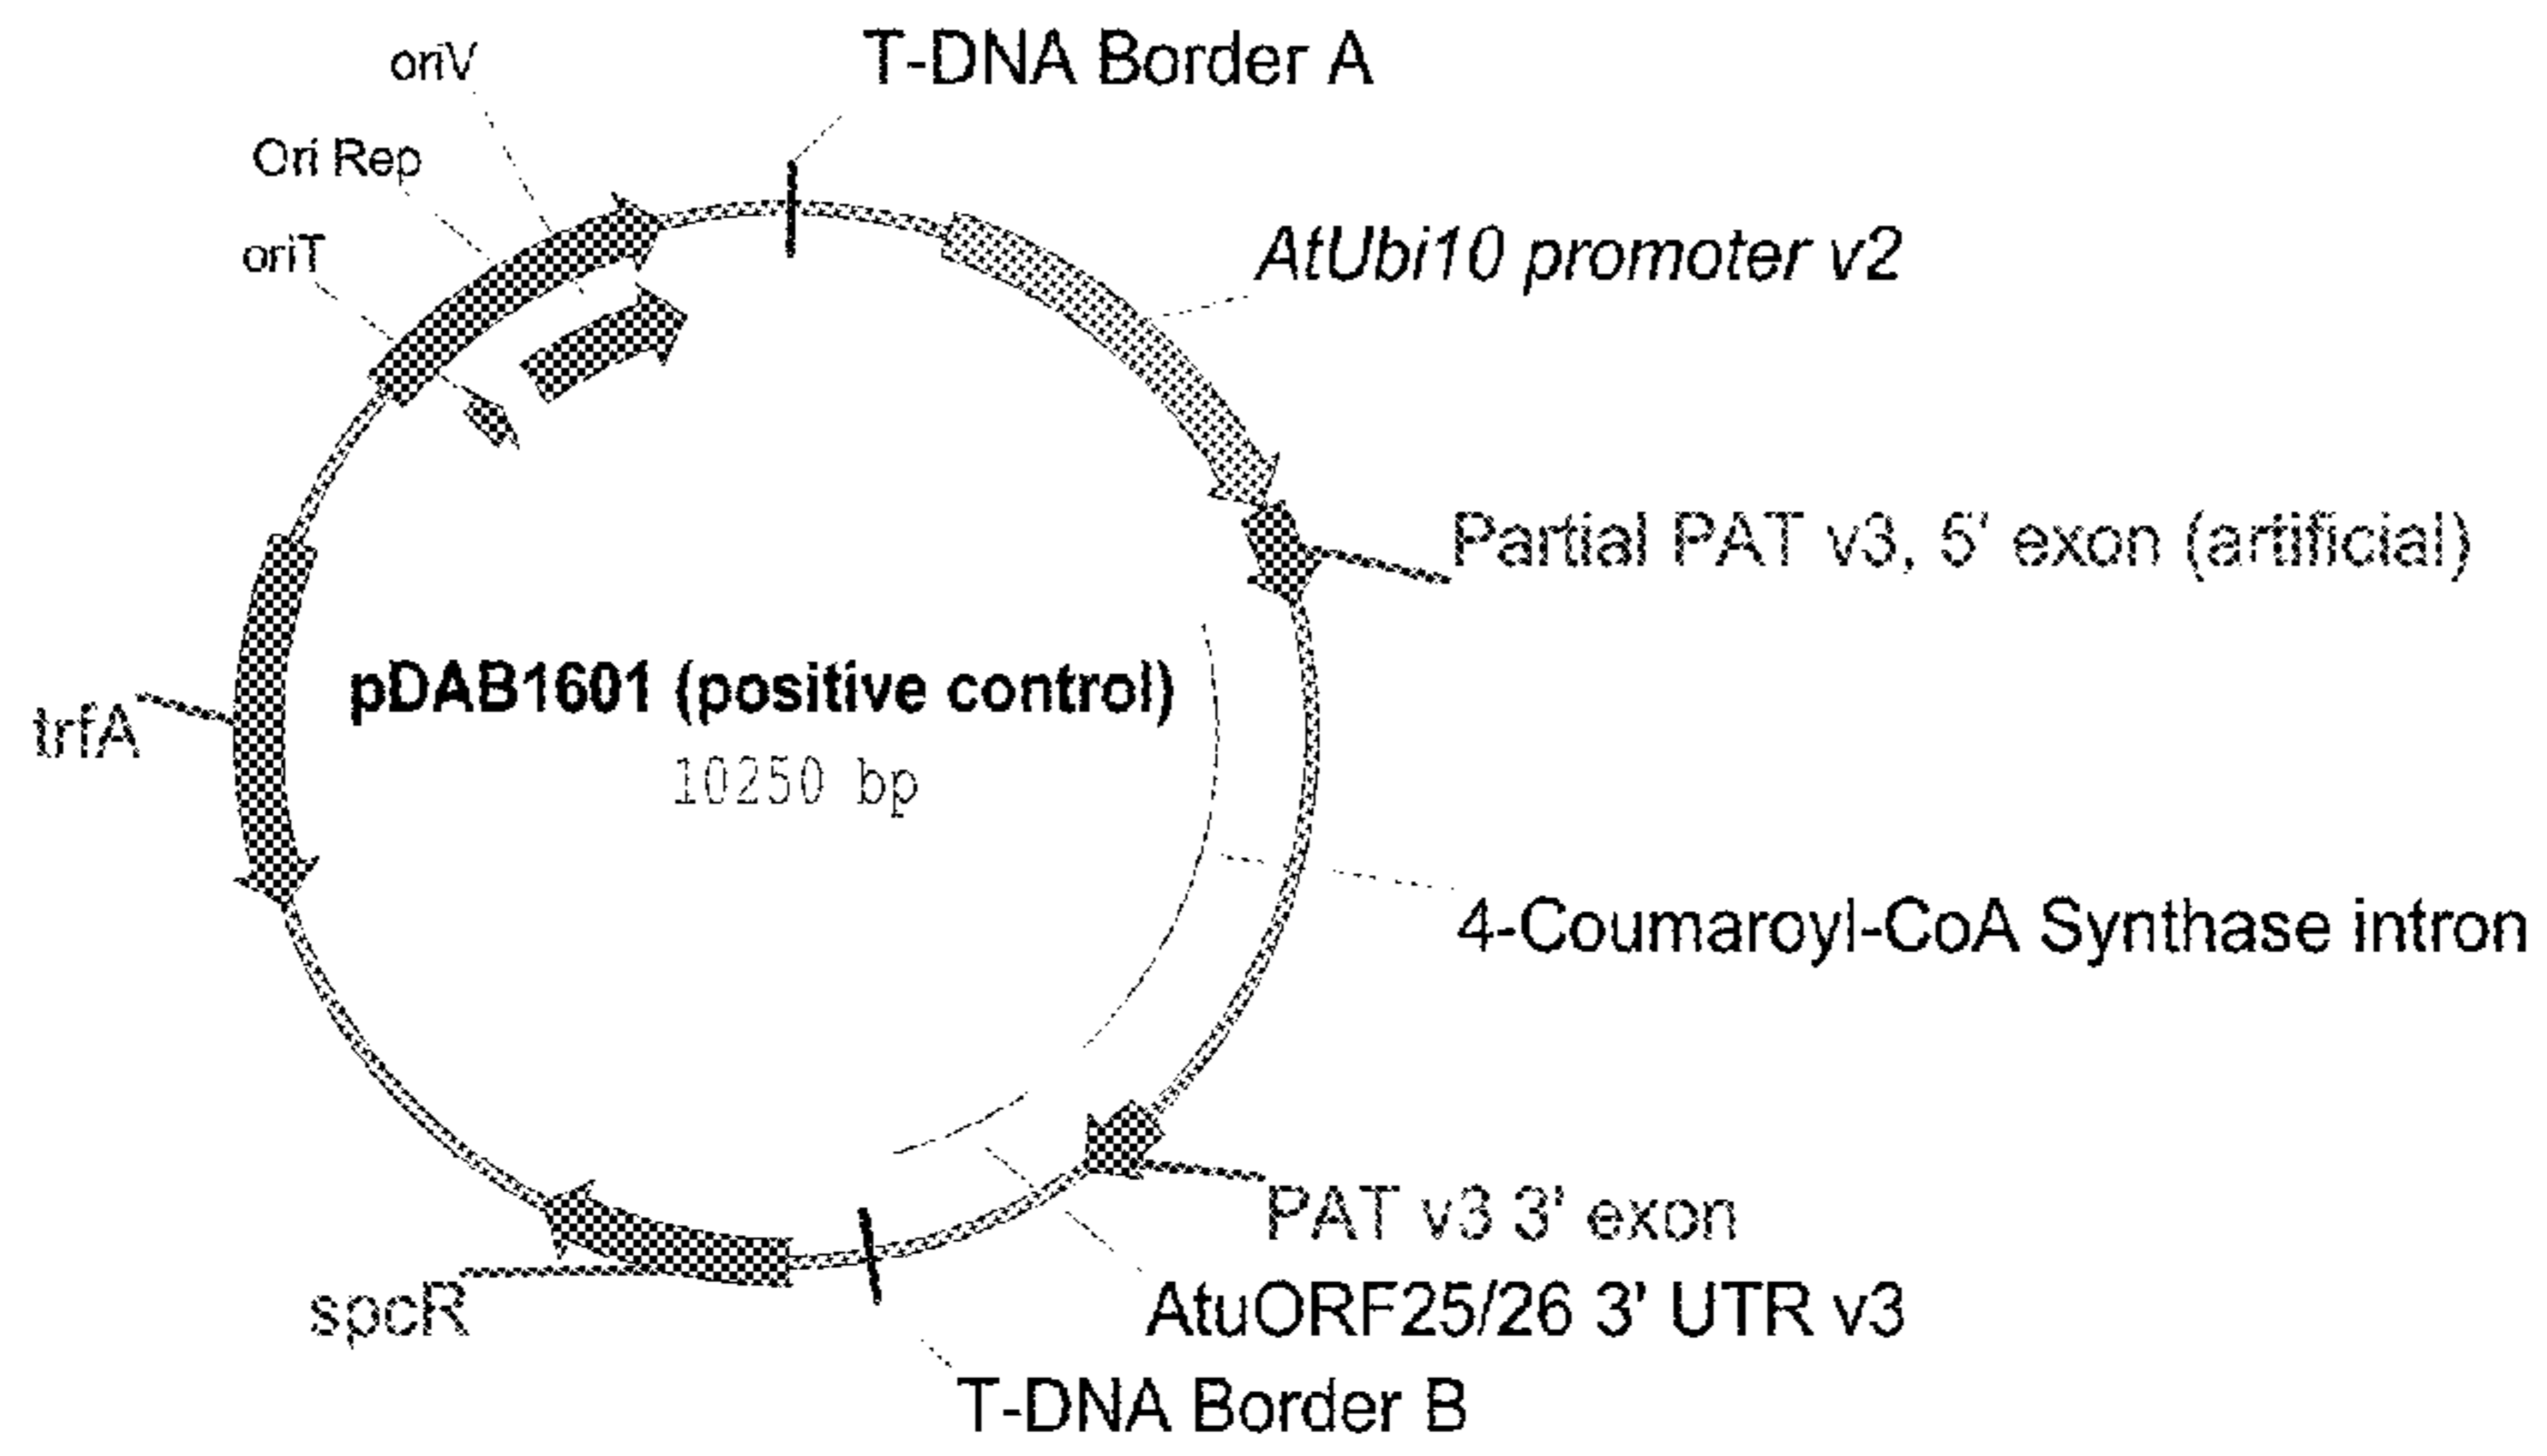 oriV
T-DNA Border A
Ori Rep
oriT
AtUbi10 promoter v2
Partial PAT v3, 5' exon (artificial)
pDAB1601 (positive control)
10250 bp
trfA
4-Coumaroyl-CoA Synthase intron
PAT v3 3' exon
AtuORF25/26 3' UTR v3
spcR
T-DNA Border B